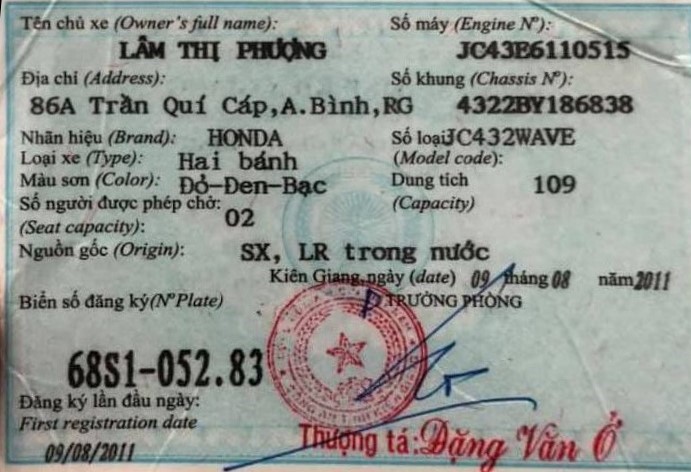 Tên chủ xe (Owner's full name): Số máy (Engine Nº):
LÂM THỊ PHƯỢNG JC43E6110515
Địa chỉ (Address): Số khung (Chassis Nº):
86A Trần Quí Cáp,A.Bình,RG 4322BY186838
Nhãn hiệu (Brand): HONDA Số loại JC432WAVE
Loại xe (Type): Hai bánh (Model code):
Màu sơn (Color): Đỏ-Đen-Bạc Dung tích 109
Số người được phép chở: (Capacity)
(Seat capacity): 02
Nguồn gốc (Origin): SX, LR trong nước
Kiên Giang,ngày (date) 09 tháng 08 năm 2011
Biển số đăng ký(NºPlate) P TRƯỞNG PHÒNG
68S1-052.83
Đăng ký lần đầu ngày:
First registration date
09/08/2011 Thượng tá: Đặng Văn Ổ